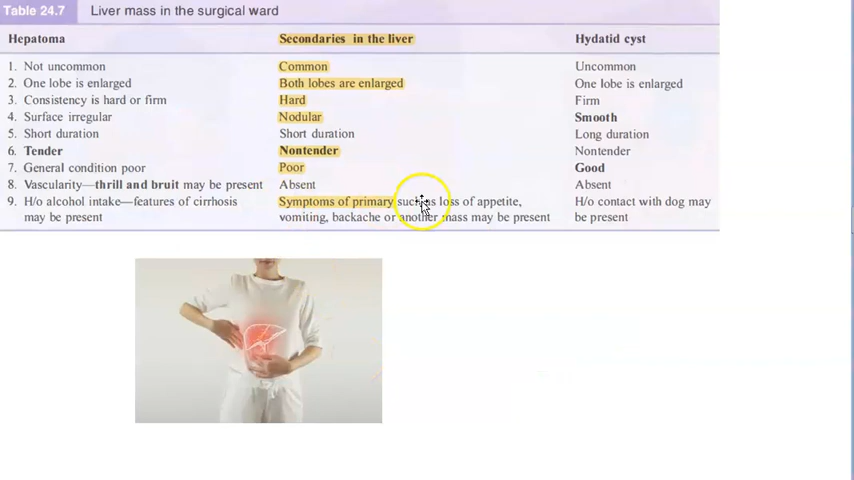 Table 24.7 Liver mass in the surgical ward
Hepatoma Secondaries in the liver Hydatid cyst
1. Not uncommon Common Uncommon
2. One lobe is enlarged Both lobes are enlarged One lobe is enlarged
3. Consistency is hard or firm Hard Firm
4. Surface irregular Nodular Smooth
5. Short duration Short duration Long duration
6. Tender Nontender Nontender
7. General condition poor Poor Good
8. Vascularity—thrill and bruit may be present Absent Absent
9. H/o alcohol intake—features of cirrhosis Symptoms of primary such as loss of appetite, H/o contact with dog may
may be present vomiting, backache or another mass may be present be present